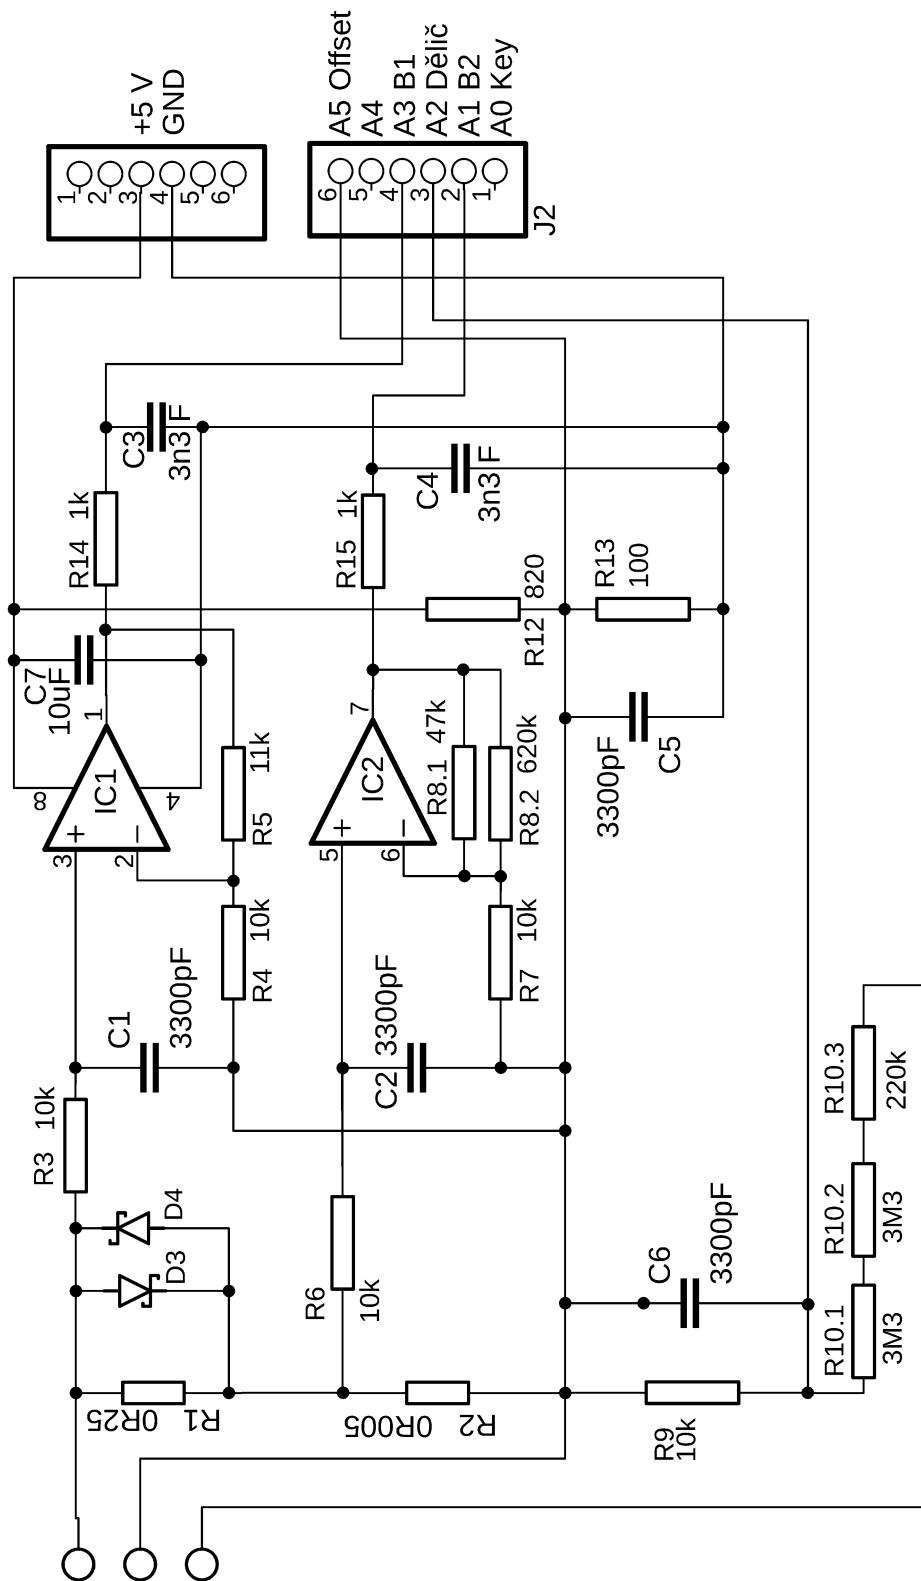 +5 V
GND
1
2
3
4
5
6
A5 Offset
A4
A3 B1
A2 Dělič
A1 B2
A0 Key
6
5
4
3
2
1
J2
C3
3n3 F
C4
3n3 F
R14 1k
R15 1k
R12 820
R13
100
C7
10uF
1
8
4
IC1
3
2
7
IC2
5
6
R8.1 47k
R8.2 620k
R5 11k
R4 10k
R7 10k
3300pF
C5
C1
3300pF
C2 3300pF
R3 10k
D4
D3
R6
10k
C6
3300pF
R10.3
220k
R10.2
3M3
R10.1
3M3
R1 0R25
R2 0R005
R9
10k